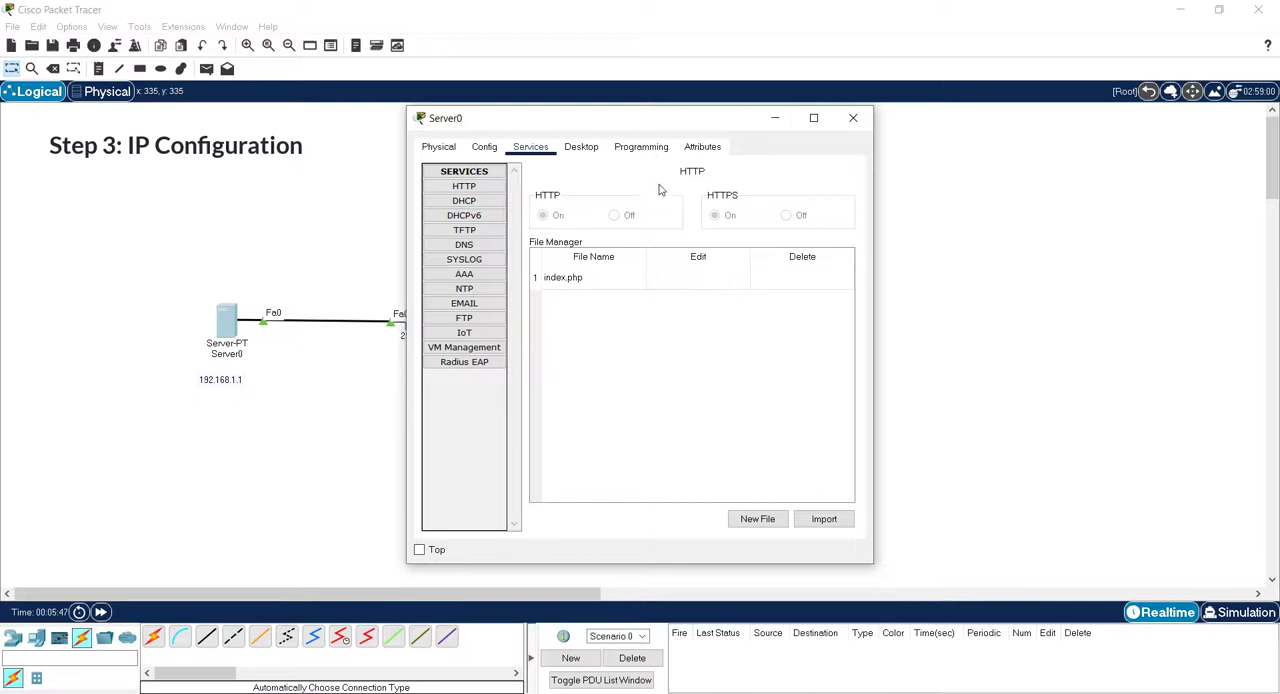 Cisco Packet Tracer
File Edit Options View Tools Extensions Window Help
Logical Physical x: 335, y: 335 [Root] 02:59:00
Step 3: IP Configuration
Server0
Physical Config Services Desktop Programming Attributes
SERVICES
HTTP
DHCP
DHCPv6
TFTP
DNS
SYSLOG
AAA
NTP
EMAIL
FTP
IoT
VM Management
Radius EAP
HTTP
HTTP HTTPS
On Off On Off
File Manager
File Name Edit Delete
1 index.php
New File Import
Top
Fa0
Fa0
Server-PT
Server0
192.168.1.1
Time: 00:05:47 Realtime Simulation
Scenario 0
New Delete
Toggle PDU List Window
Fire Last Status Source Destination Type Color Time(sec) Periodic Num Edit Delete
Automatically Choose Connection Type